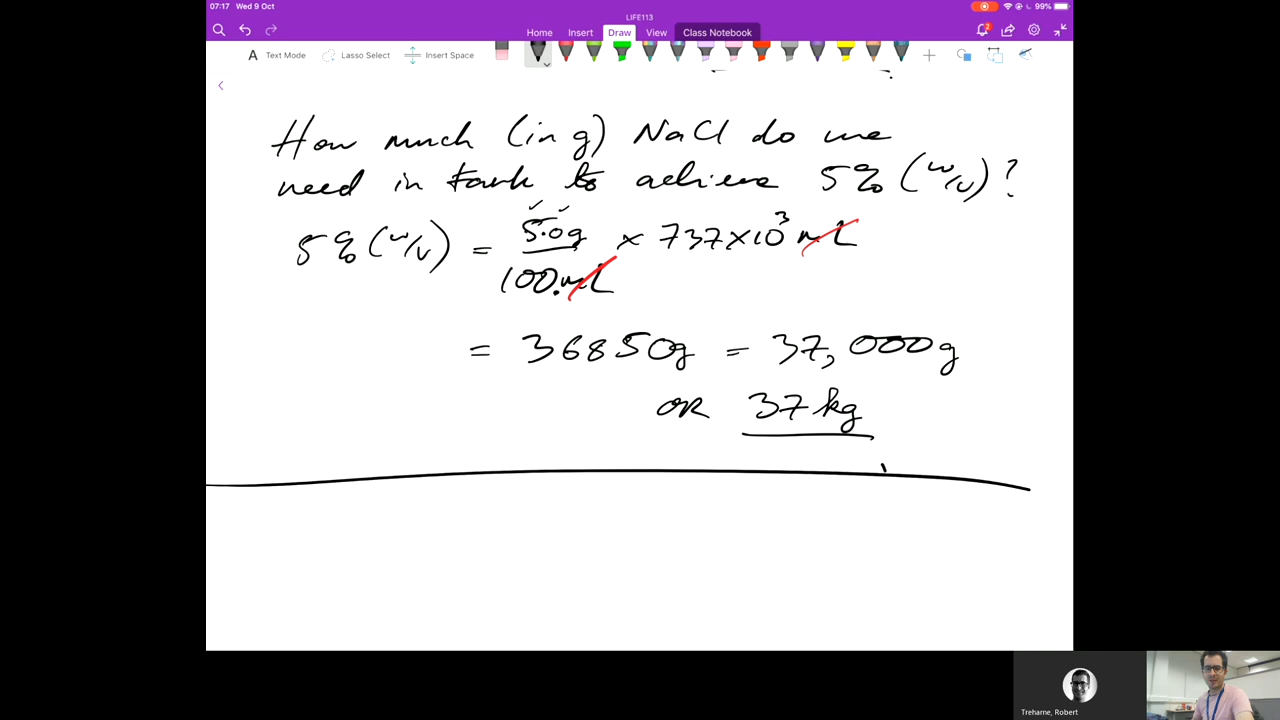 07:17 Wed 9 Oct
99%
LIFE113
Home Insert Draw View Class Notebook
2
A Text Mode Lasso Select Insert Space
How much (in g) NaCl do we
need in tank to achieve 5% (w/v)?
5% (w/v) = 5.0g × 737×10³ mL
100.mL
= 36850g = 37,000g
OR 37kg
Treharne, Robert